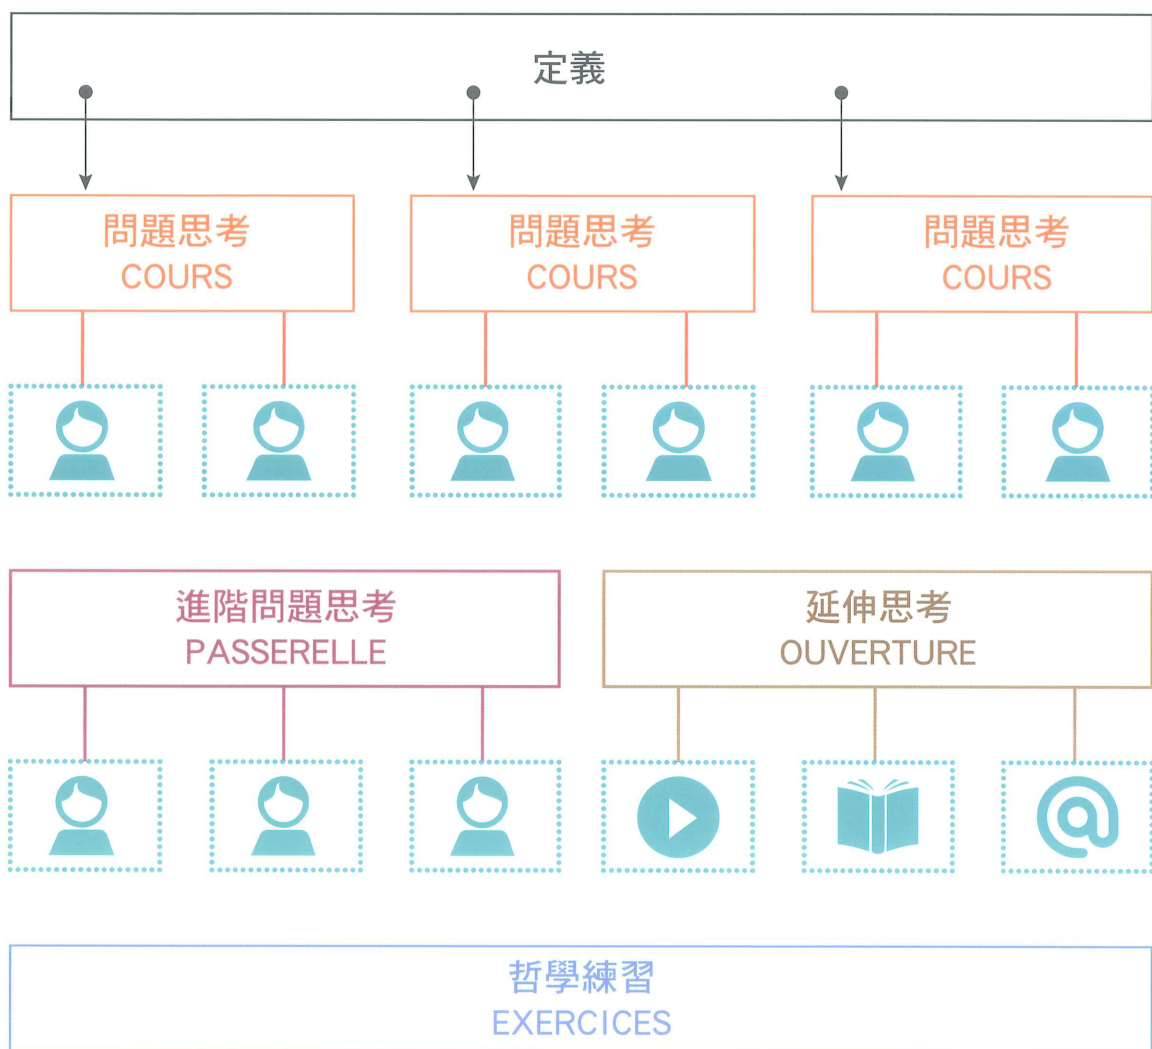 定義
問題思考
COURS
問題思考
COURS
問題思考
COURS
進階問題思考
PASSERELLE
延伸思考
OUVERTURE
哲學練習
EXERCICES